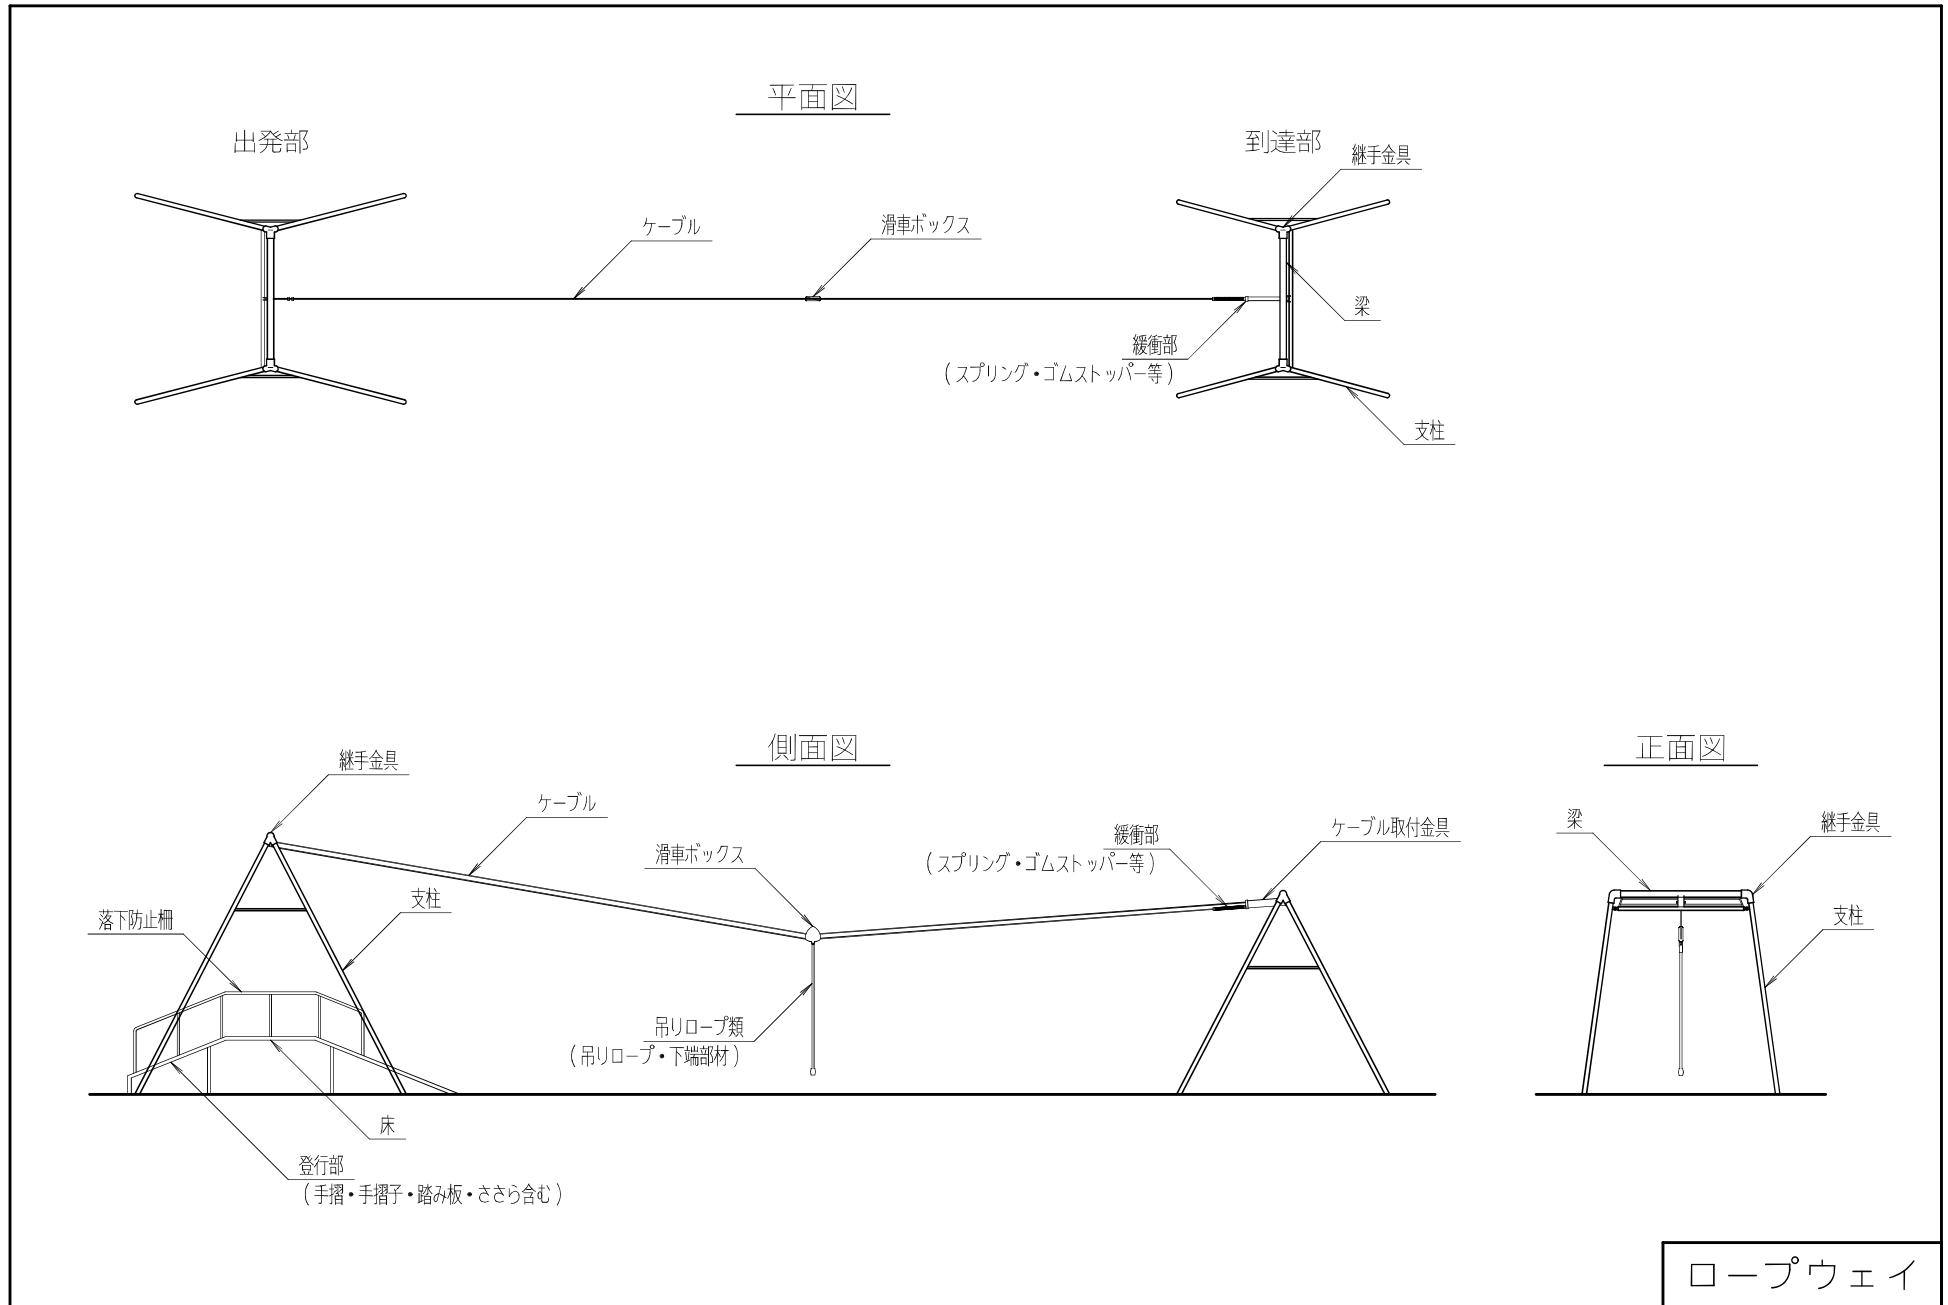 平面図
出発部
到達部
継手金具
ケーブル
滑車ボックス
梁
緩衝部
(スプリング・ゴムストッパー等)
支柱
側面図
正面図
継手金具
ケーブル
滑車ボックス
緩衝部
(スプリング・ゴムストッパー等)
ケーブル取付金具
梁
継手金具
支柱
落下防止柵
支柱
吊りロープ類
(吊りロープ・下端部材)
床
登行部
(手摺・手摺子・踏み板・ささら含む)
ロープウェイ